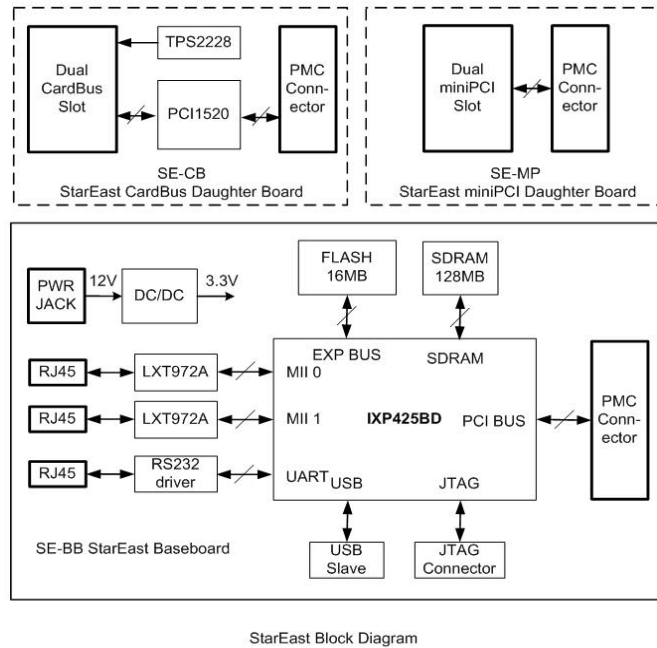 TPS2228
Dual
CardBus
Slot
PCI1520
PMC
Conn-
ector
SE-CB
StarEast CardBus Daughter Board
Dual
miniPCI
Slot
PMC
Conn-
ector
SE-MP
StarEast miniPCI Daughter Board
PWR
JACK
12V
DC/DC
3.3V
FLASH
16MB
SDRAM
128MB
EXP BUS
SDRAM
RJ45
LXT972A
MII 0
RJ45
LXT972A
MII 1
IXP425BD
PCI BUS
PMC
Conn-
ector
RJ45
RS232
driver
UART
USB
JTAG
SE-BB StarEast Baseboard
USB
Slave
JTAG
Connector
StarEast Block Diagram